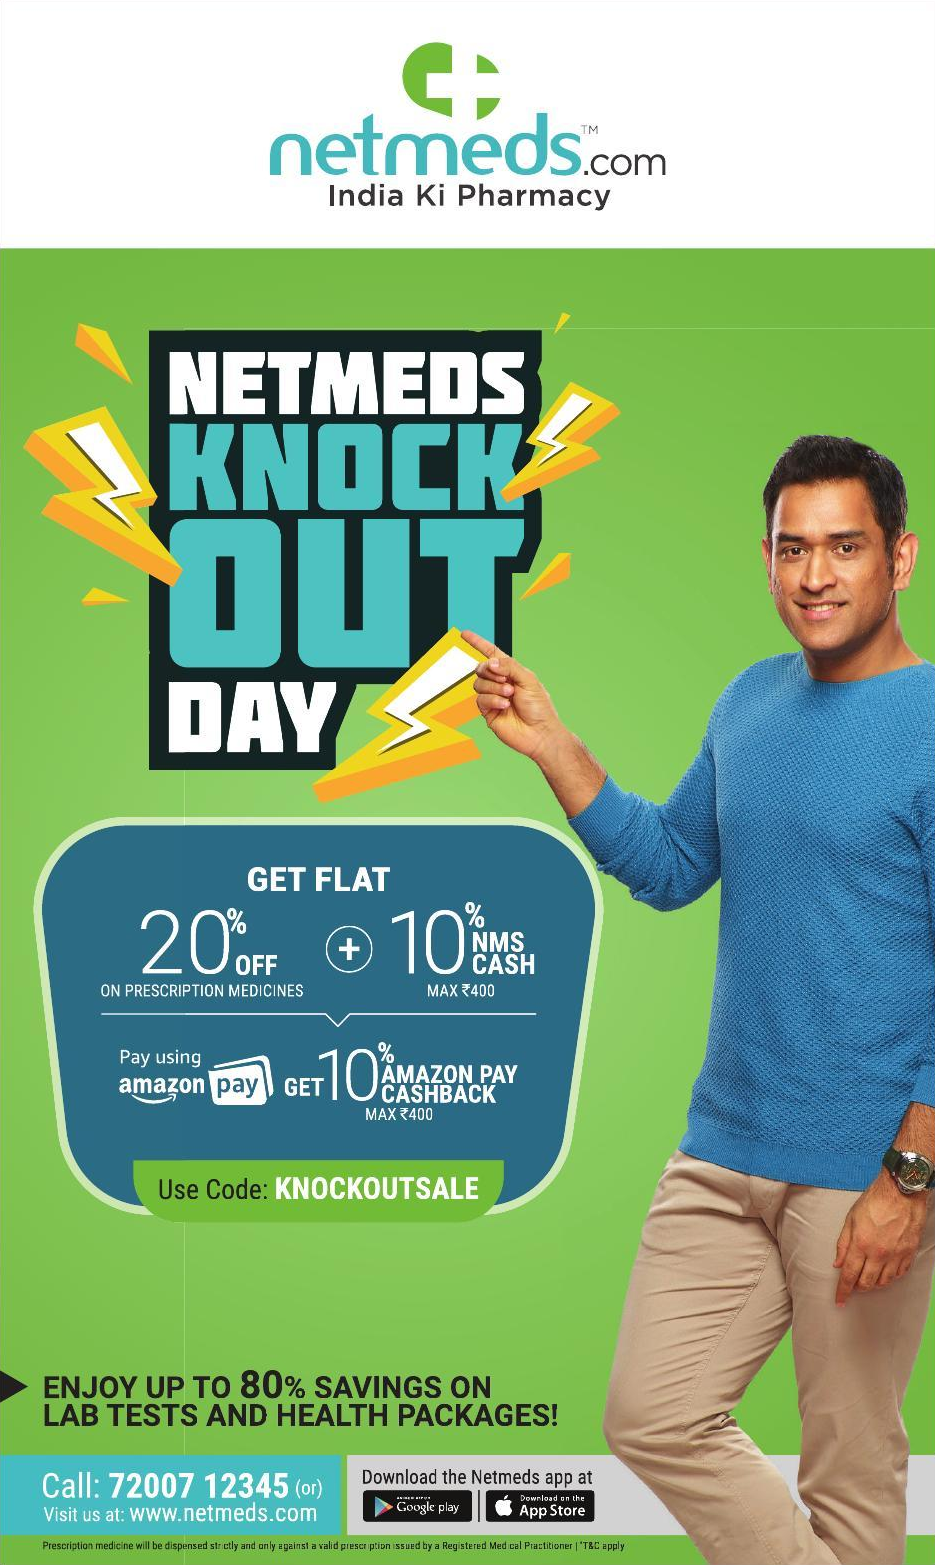 netmeds.com™
India Ki Pharmacy
NETMEDS
KNOCK
OUT
DAY
GET FLAT
20% OFF + 10% NMS CASH
ON PRESCRIPTION MEDICINES MAX ₹400
Pay using
amazon pay GET 10% AMAZON PAY CASHBACK
MAX ₹400
Use Code: KNOCKOUTSALE
ENJOY UP TO 80% SAVINGS ON
LAB TESTS AND HEALTH PACKAGES!
Call: 72007 12345 (or)
Visit us at: www.netmeds.com
Download the Netmeds app at
Google play
Download on the
App Store
Prescription medicine will be dispensed strictly and only against a valid prescription issued by a Registered Medical Practitioner | *T&C apply